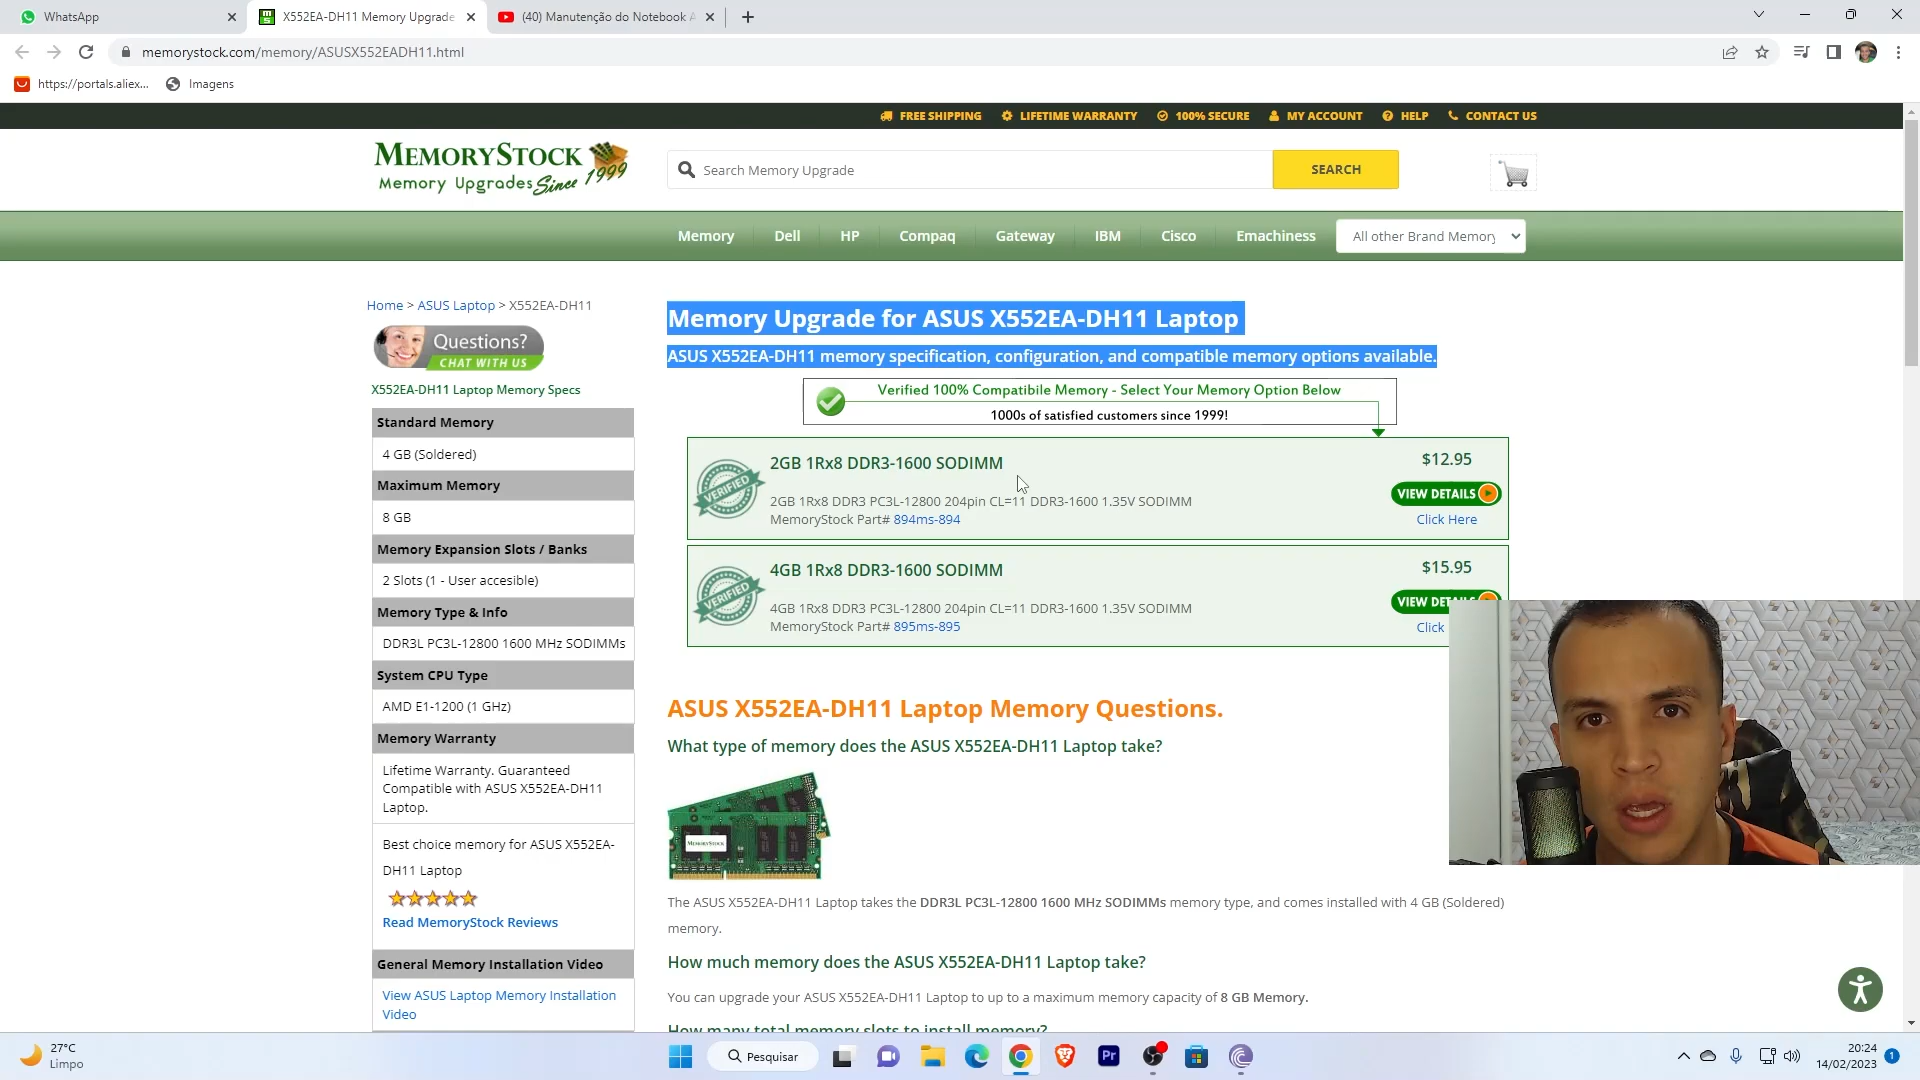 WhatsApp
X552EA-DH11 Memory Upgrade
(40) Manutenção do Notebook A
memorystock.com/memory/ASUSX552EADH11.html
https://portals.aliex...
Imagens
FREE SHIPPING
LIFETIME WARRANTY
100% SECURE
MY ACCOUNT
HELP
CONTACT US
MEMORYSTOCK
Memory Upgrades Since 1999
Search Memory Upgrade
SEARCH
Memory
Dell
HP
Compaq
Gateway
IBM
Cisco
Emachiness
All other Brand Memory
Home > ASUS Laptop > X552EA-DH11
Questions?
CHAT WITH US
X552EA-DH11 Laptop Memory Specs
Standard Memory
4 GB (Soldered)
Maximum Memory
8 GB
Memory Expansion Slots / Banks
2 Slots (1 - User accesible)
Memory Type & Info
DDR3L PC3L-12800 1600 MHz SODIMMs
System CPU Type
AMD E1-1200 (1 GHz)
Memory Warranty
Lifetime Warranty. Guaranteed
Compatible with ASUS X552EA-DH11
Laptop.
Best choice memory for ASUS X552EA-
DH11 Laptop
Read MemoryStock Reviews
General Memory Installation Video
View ASUS Laptop Memory Installation
Video
Memory Upgrade for ASUS X552EA-DH11 Laptop
ASUS X552EA-DH11 memory specification, configuration, and compatible memory options available.
Verified 100% Compatibile Memory - Select Your Memory Option Below
1000s of satisfied customers since 1999!
VERIFIED
2GB 1Rx8 DDR3-1600 SODIMM
$12.95
2GB 1Rx8 DDR3 PC3L-12800 204pin CL=11 DDR3-1600 1.35V SODIMM
VIEW DETAILS
MemoryStock Part# 894ms-894
Click Here
VERIFIED
4GB 1Rx8 DDR3-1600 SODIMM
$15.95
4GB 1Rx8 DDR3 PC3L-12800 204pin CL=11 DDR3-1600 1.35V SODIMM
VIEW DETAILS
MemoryStock Part# 895ms-895
Click
ASUS X552EA-DH11 Laptop Memory Questions.
What type of memory does the ASUS X552EA-DH11 Laptop take?
MEMORYSTOCK
The ASUS X552EA-DH11 Laptop takes the DDR3L PC3L-12800 1600 MHz SODIMMs memory type, and comes installed with 4 GB (Soldered)
memory.
How much memory does the ASUS X552EA-DH11 Laptop take?
You can upgrade your ASUS X552EA-DH11 Laptop to up to a maximum memory capacity of 8 GB Memory.
How many total memory slots to install memory?
27°C
Limpo
Pesquisar
Pr
20:24
14/02/2023
1